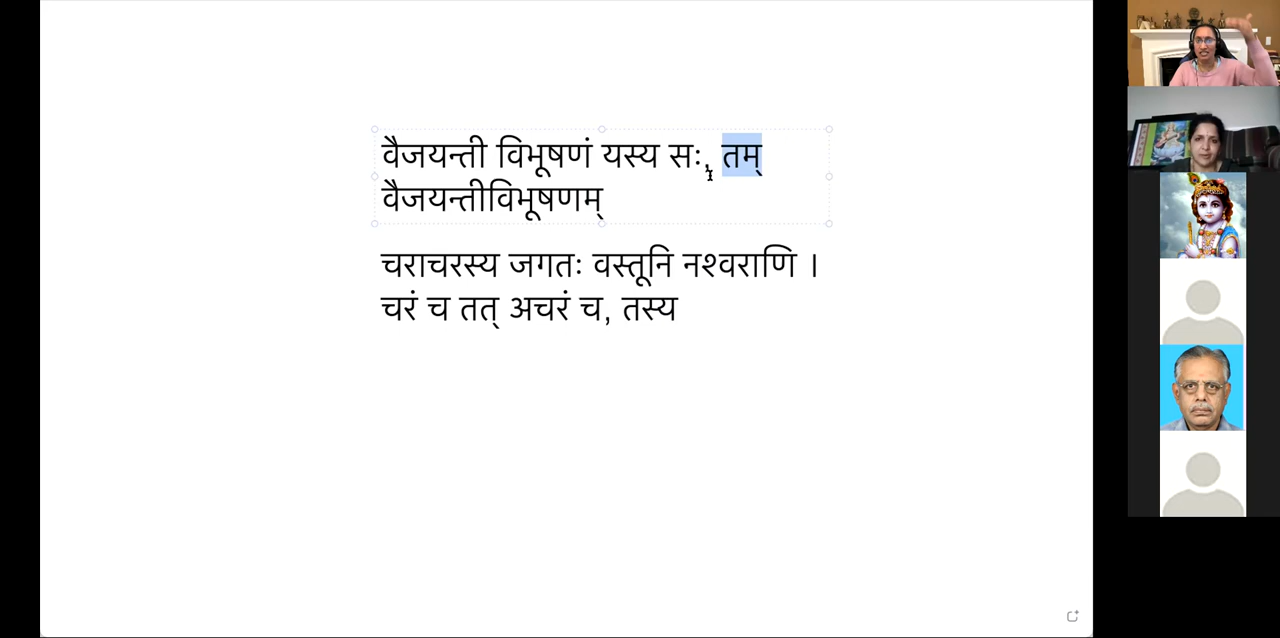 वैजयन्ती विभूषणं यस्य सः, तम्
वैजयन्तीविभूषणम्
चराचरस्य जगतः वस्तूनि नश्वराणि ।
चरं च तत् अचरं च, तस्य